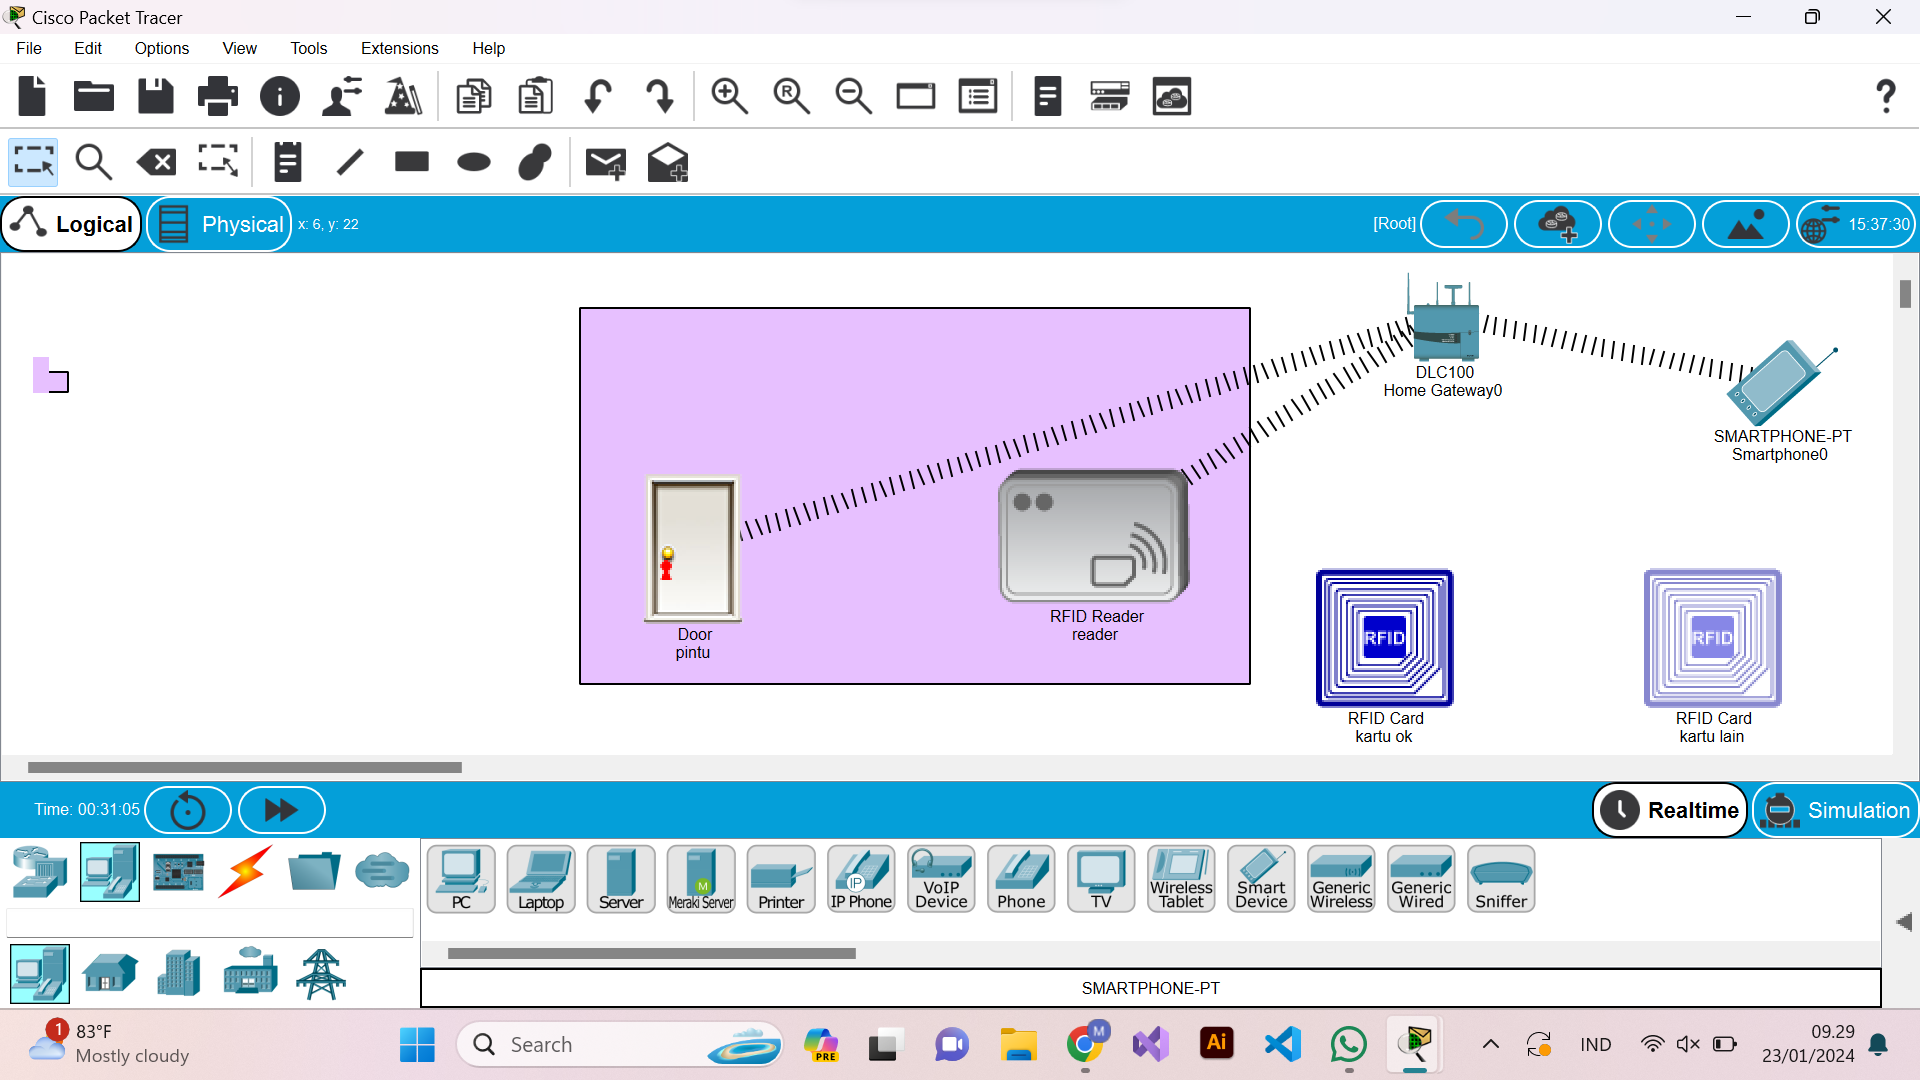 Cisco Packet Tracer
File Edit Options View Tools Extensions Help
Logical Physical x: 6, y: 22 [Root] 15:37:30
DLC100
Home Gateway0
SMARTPHONE-PT
Smartphone0
RFID Reader
reader
Door
pintu
RFID
RFID
RFID Card
kartu ok
RFID Card
kartu lain
Time: 00:31:05 Realtime Simulation
PC Laptop Server Meraki Server Printer IP Phone VoIP Device Phone TV Wireless Tablet Smart Device Generic Wireless Generic Wired Sniffer
M
IP
SMARTPHONE-PT
1
83°F
Mostly cloudy
Search
PRE
M
Ai
IND
09.29
23/01/2024